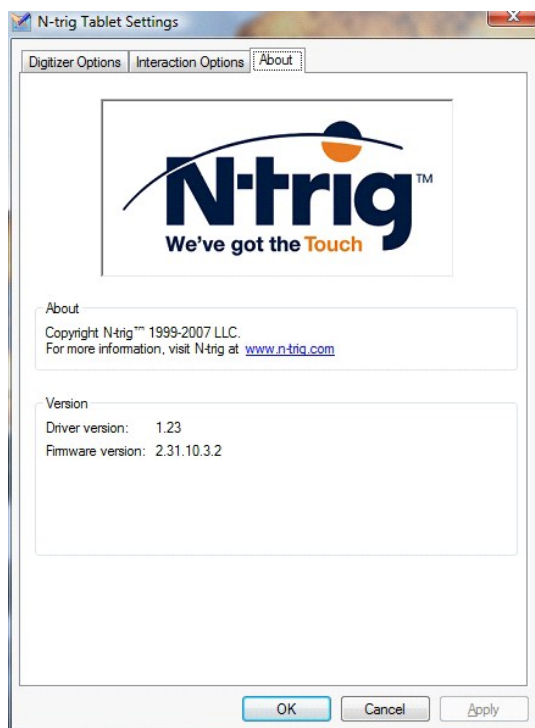 N-trig Tablet Settings
X
Digitizer Options Interaction Options About
N-trig™
We've got the Touch
About
Copyright N-trig™ 1999-2007 LLC.
For more information, visit N-trig at www.n-trig.com
Version
Driver version: 1.23
Firmware version: 2.31.10.3.2
OK Cancel Apply